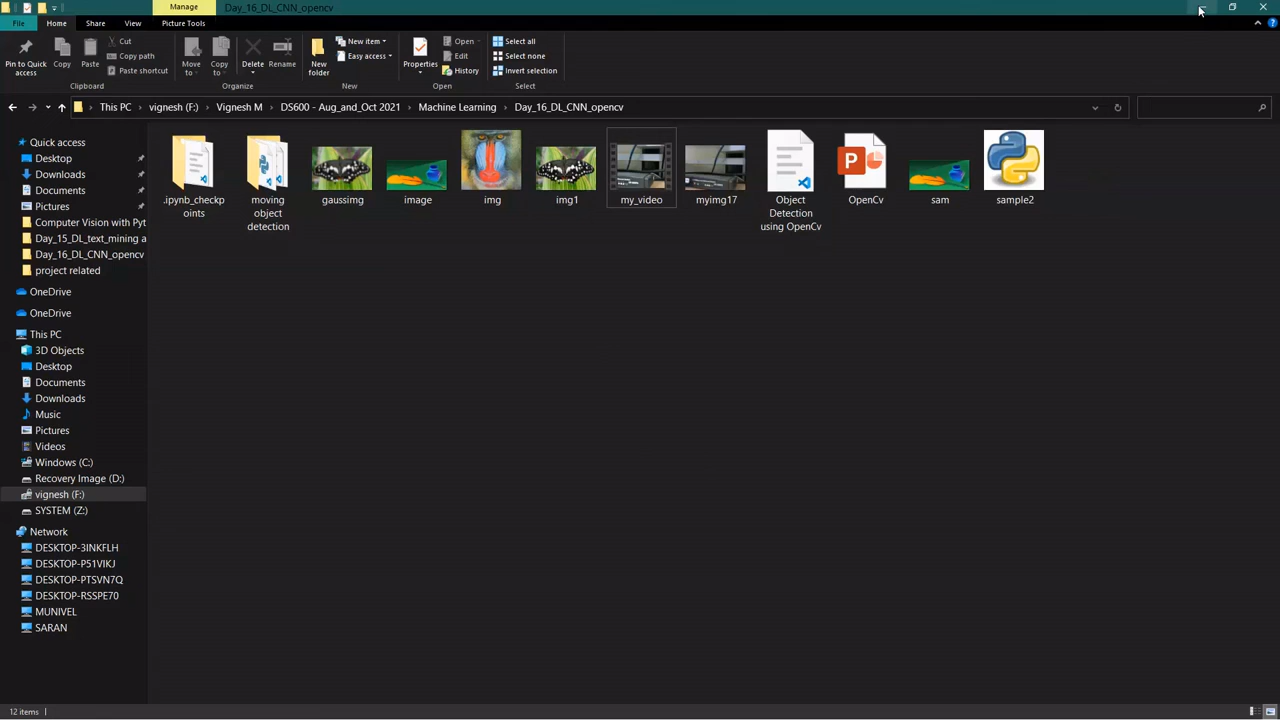 Manage
Day_16_DL_CNN_opencv
File
Home
Share
View
Picture Tools
Pin to Quick
access
Copy
Paste
Cut
Copy path
Paste shortcut
Clipboard
Move
to
Copy
to
Delete
Rename
Organize
New
folder
New item
Easy access
New
Properties
Open
Edit
History
Open
Select all
Select none
Invert selection
Select
This PC
vignesh (F:)
Vignesh M
DS600 - Aug_and_Oct 2021
Machine Learning
Day_16_DL_CNN_opencv
Quick access
Desktop
Downloads
Documents
Pictures
Computer Vision with Pyt
Day_15_DL_text_mining a
Day_16_DL_CNN_opencv
project related
OneDrive
OneDrive
This PC
3D Objects
Desktop
Documents
Downloads
Music
Pictures
Videos
Windows (C:)
Recovery Image (D:)
vignesh (F:)
SYSTEM (Z:)
Network
DESKTOP-3INKFLH
DESKTOP-P51VIKJ
DESKTOP-PTSVN7Q
DESKTOP-RSSPE70
MUNIVEL
SARAN
.ipynb_checkp
oints
moving
object
detection
gaussimg
image
img
img1
my_video
myimg17
Object
Detection
using OpenCv
P
OpenCv
sam
sample2
12 items